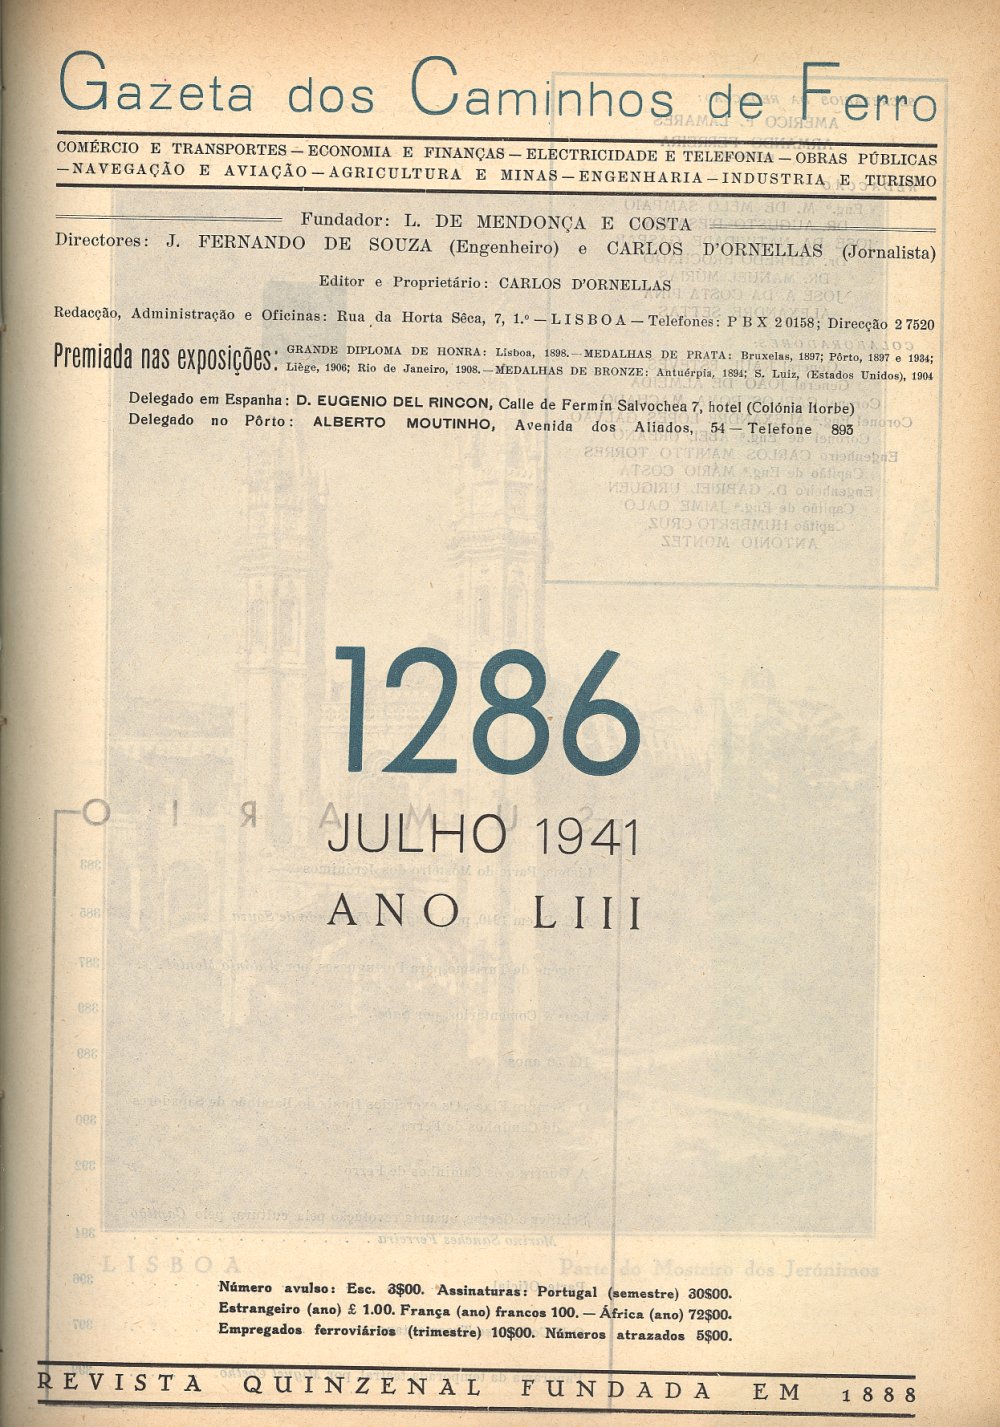 Gazeta dos Caminhos de Ferro
COMÉRCIO E TRANSPORTES — ECONOMIA E FINANÇAS — ELECTRICIDADE E TELEFONIA — OBRAS PÚBLICAS
— NAVEGAÇÃO E AVIAÇÃO — AGRICULTURA E MINAS — ENGENHARIA — INDUSTRIA E TURISMO
Fundador: L. DE MENDONÇA E COSTA
Directores: J. FERNANDO DE SOUZA (Engenheiro) e CARLOS D'ORNELLAS (Jornalista)
Editor e Proprietário: CARLOS D'ORNELLAS
Redacção, Administração e Oficinas: Rua da Horta Sêca, 7, 1.º — LISBOA — Telefones: PBX 20158; Direcção 27520
Premiada nas exposições: GRANDE DIPLOMA DE HONRA: Lisboa, 1898. — MEDALHAS DE PRATA: Bruxelas, 1897; Pôrto, 1897 e 1934;
Liège, 1906; Rio de Janeiro, 1908. — MEDALHAS DE BRONZE: Antuérpia, 1894; S. Luiz, (Estados Unidos), 1904
Delegado em Espanha: D. EUGENIO DEL RINCON, Calle de Fermin Salvochea 7, hotel (Colónia Itorbe)
Delegado no Pôrto: ALBERTO MOUTINHO, Avenida dos Aliados, 54 — Telefone 893
1286
JULHO 1941
ANO LIII
Número avulso: Esc. 3$00. Assinaturas: Portugal (semestre) 30$00.
Estrangeiro (ano) £ 1.00. França (ano) francos 100. — África (ano) 72$00.
Empregados ferroviários (trimestre) 10$00. Números atrazados 5$00.
REVISTA QUINZENAL FUNDADA EM 1888